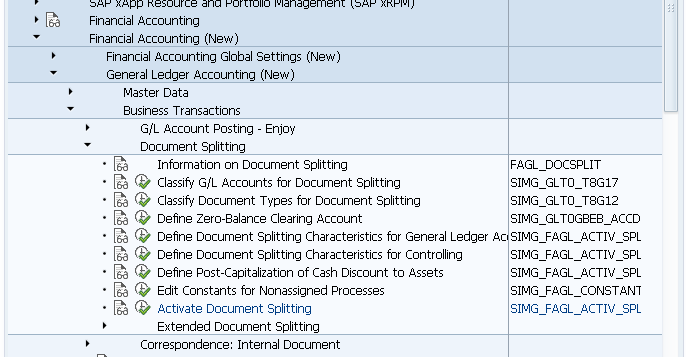 SAP xApp Resource and Portfolio Management (SAP xRPM)
Financial Accounting
Financial Accounting (New)
Financial Accounting Global Settings (New)
General Ledger Accounting (New)
Master Data
Business Transactions
G/L Account Posting - Enjoy
Document Splitting
Information on Document Splitting FAGL_DOCSPLIT
Classify G/L Accounts for Document Splitting SIMG_GLT0_T8G17
Classify Document Types for Document Splitting SIMG_GLT0_T8G12
Define Zero-Balance Clearing Account SIMG_GLT0GBEB_ACCD
Define Document Splitting Characteristics for General Ledger Acc SIMG_FAGL_ACTIV_SPL
Define Document Splitting Characteristics for Controlling SIMG_FAGL_ACTIV_SPL
Define Post-Capitalization of Cash Discount to Assets SIMG_FAGL_ACTIV_SPL
Edit Constants for Nonassigned Processes SIMG_FAGL_CONSTANT
Activate Document Splitting SIMG_FAGL_ACTIV_SPL
Extended Document Splitting
Correspondence: Internal Document